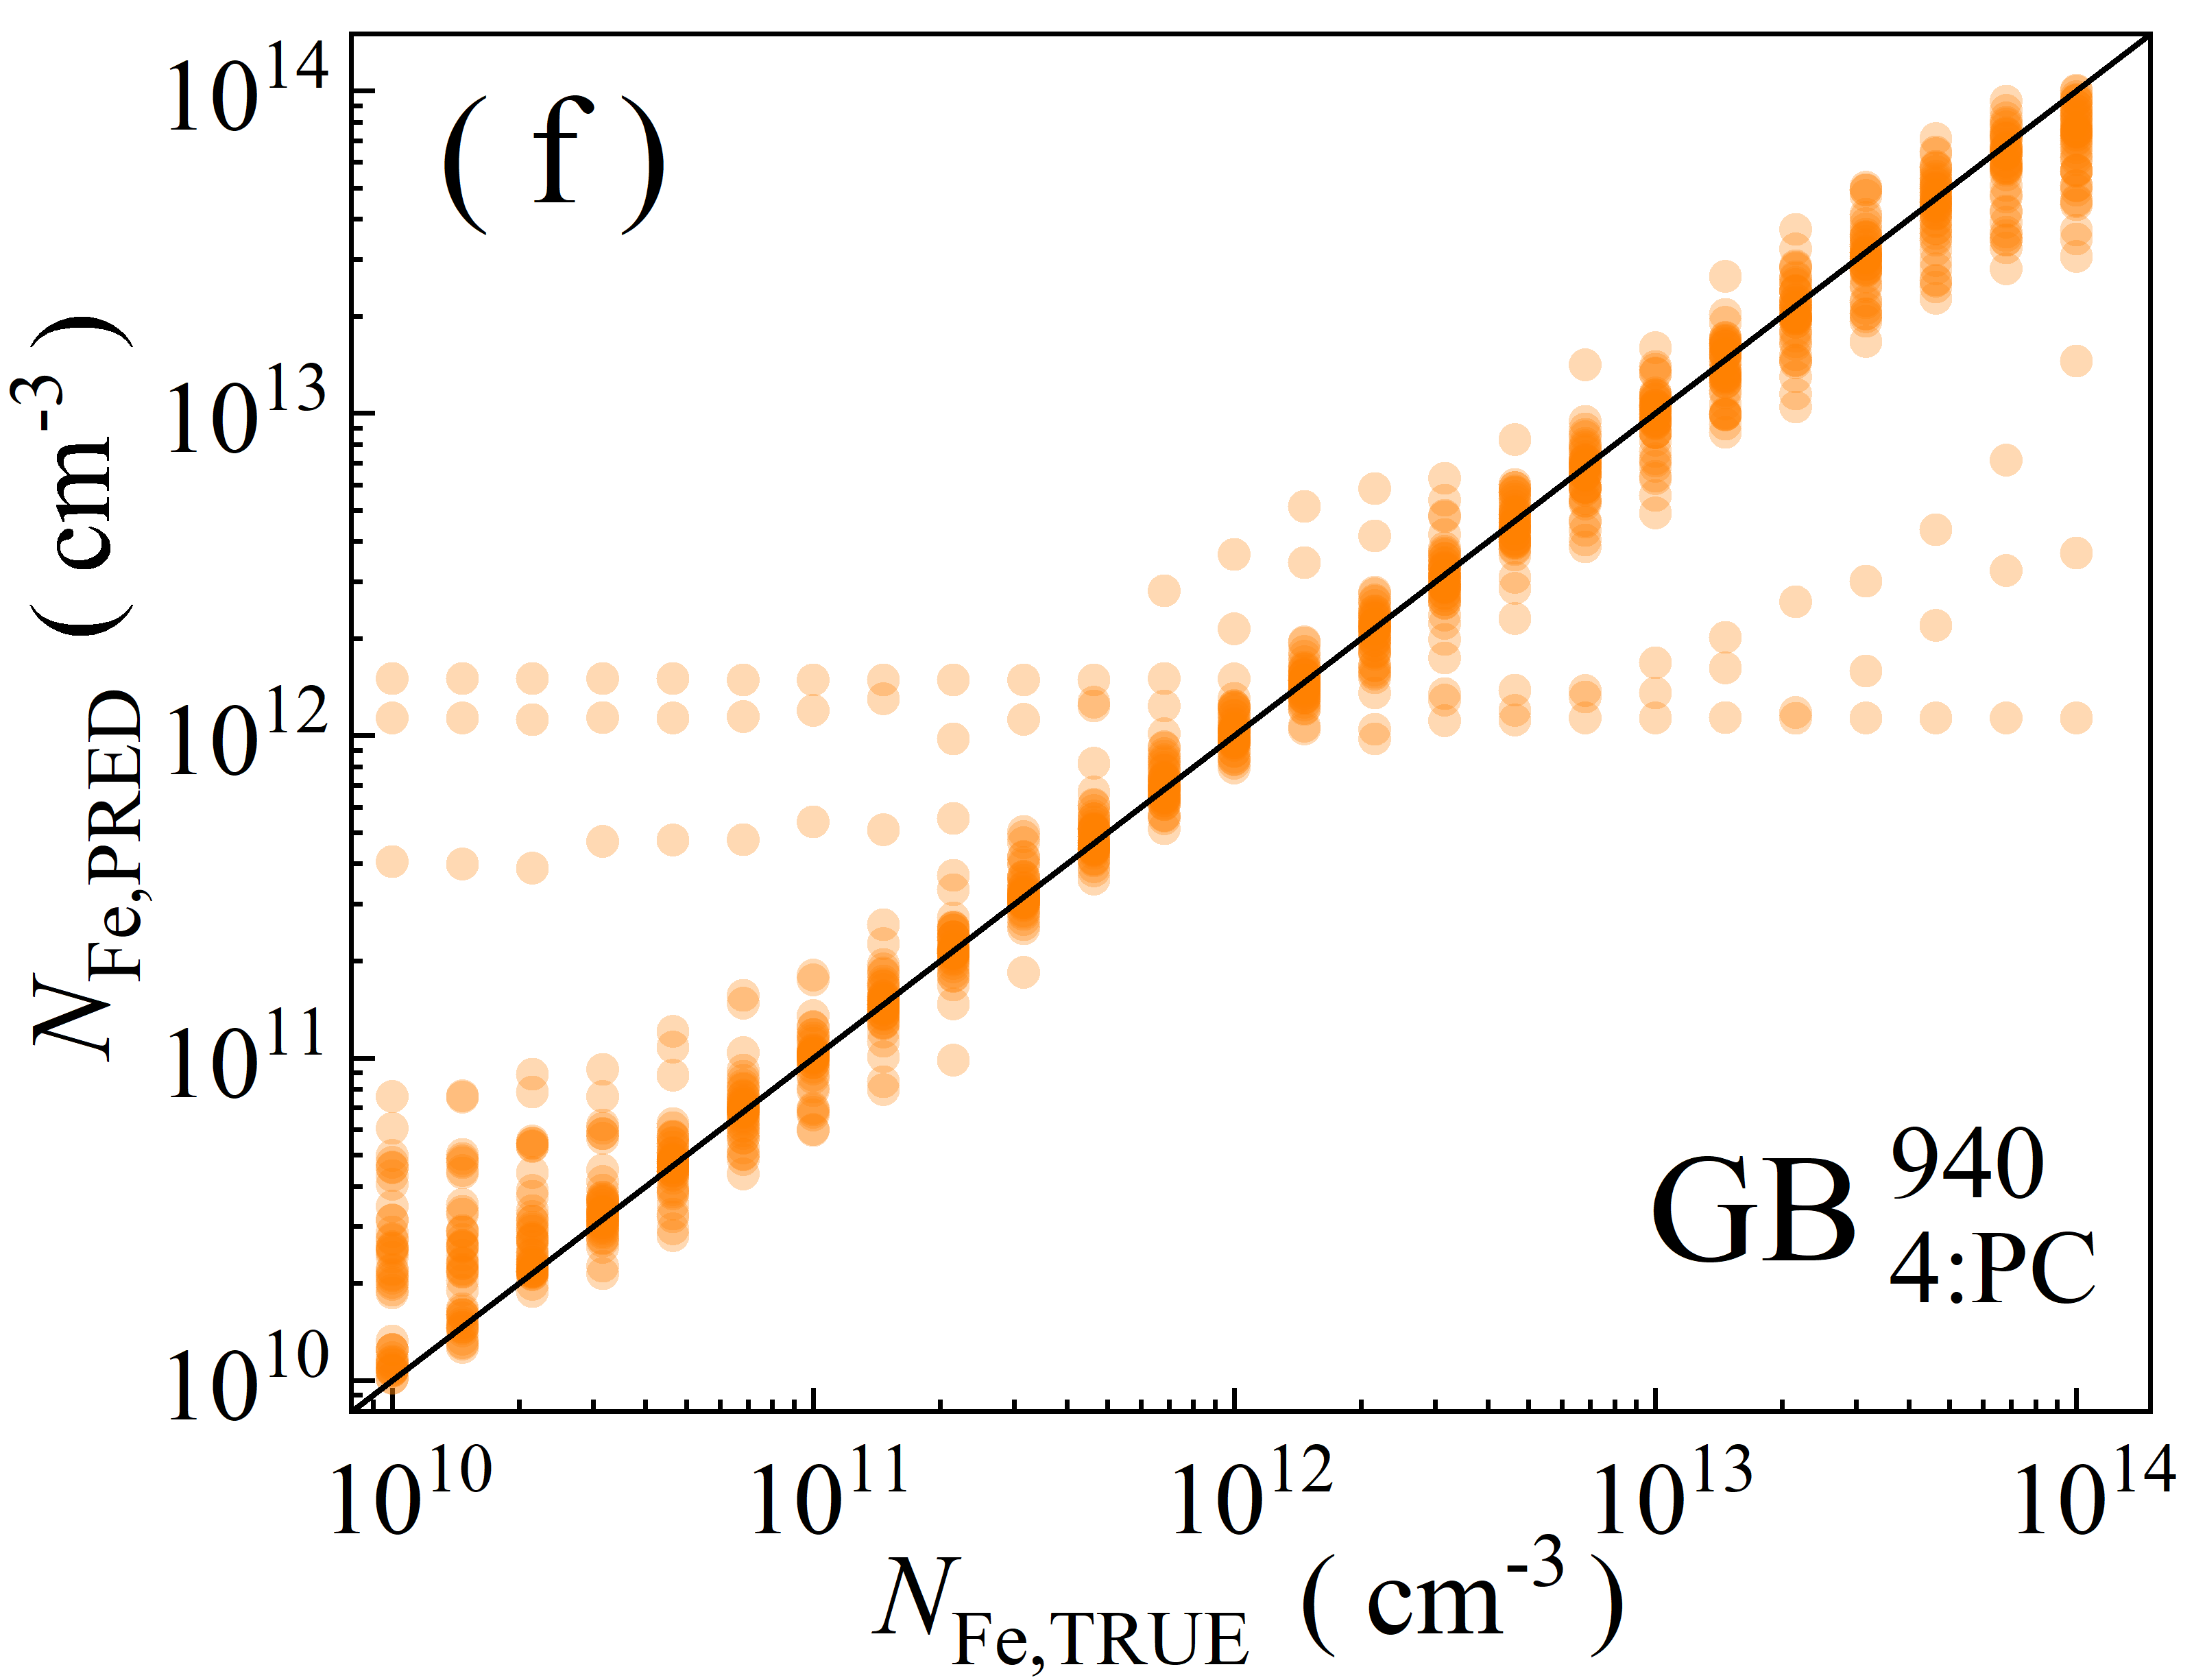 10^14
( f )
10^13
10^12
10^11
10^10
N_Fe,PRED ( cm^-3 )
GB 940
4:PC
10^10 10^11 10^12 10^13 10^14
N_Fe,TRUE ( cm^-3 )